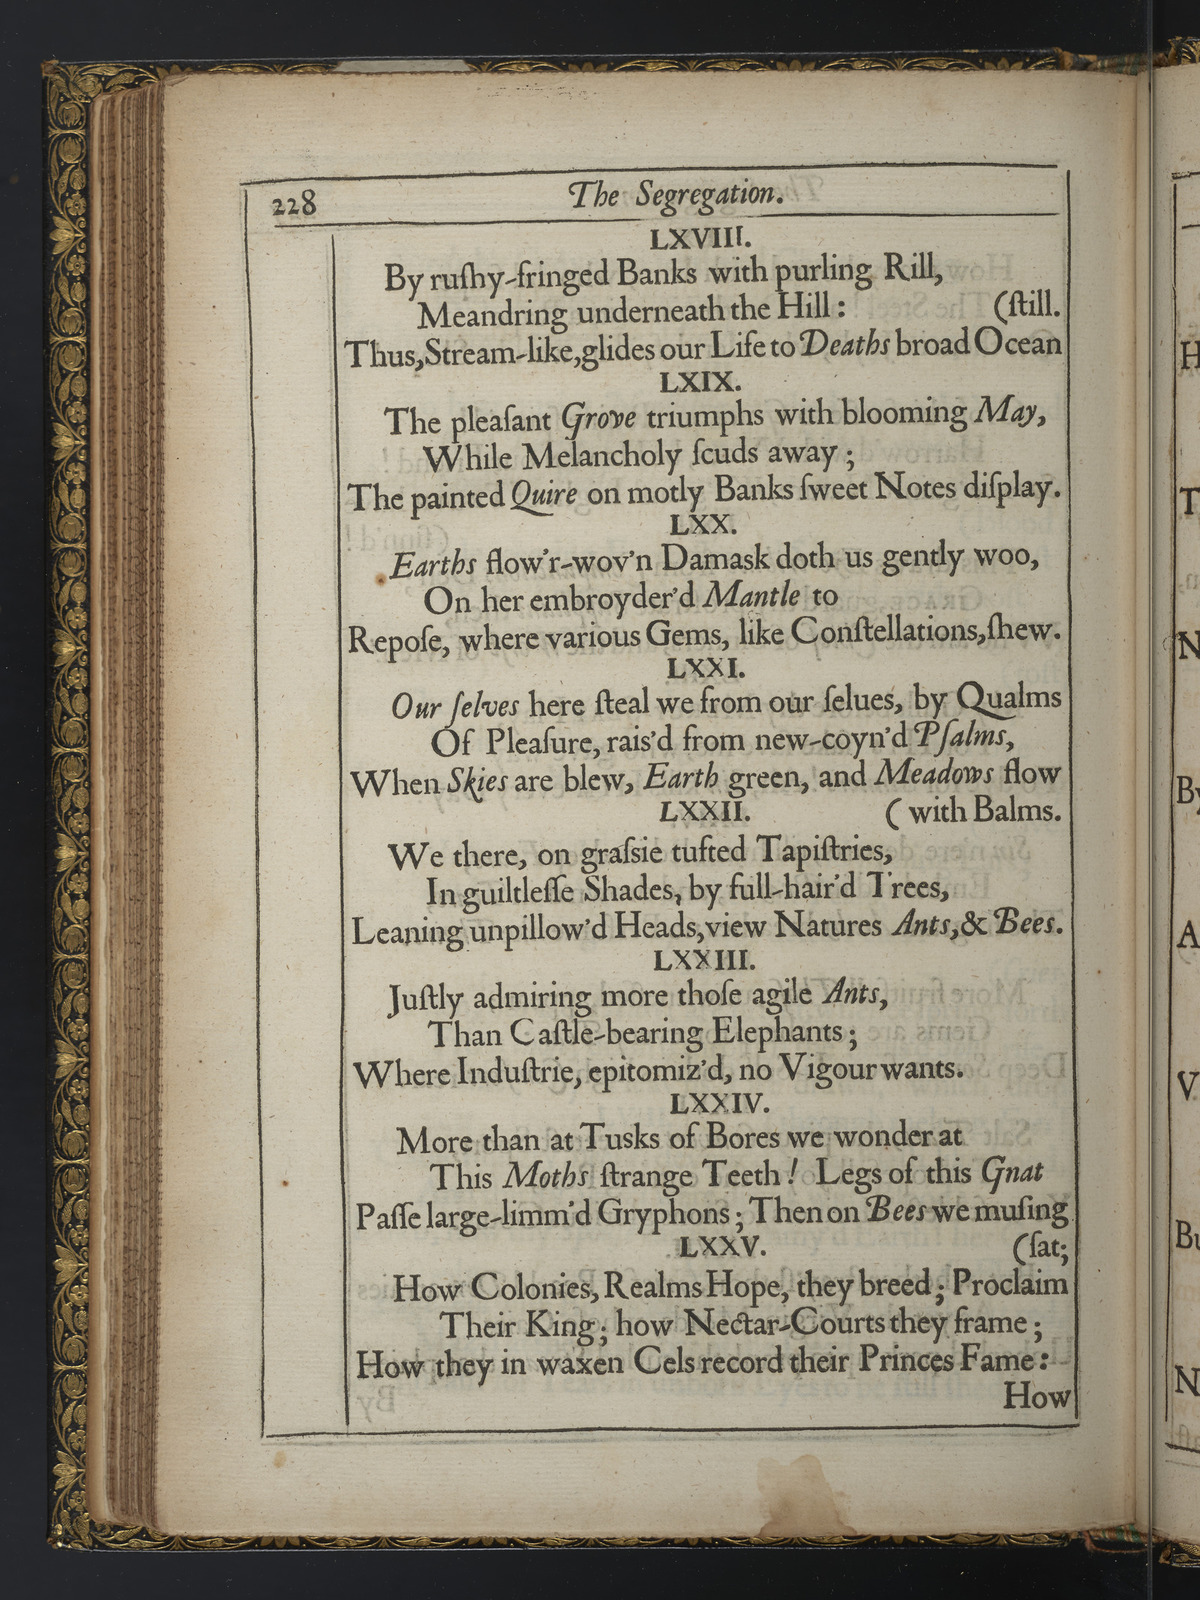 228 The Segregation.
LXVIII.
By ruſhy-fringed Banks with purling Rill,
Meandring underneath the Hill: (ſtill.
Thus,Stream-like,glides our Life to Deaths broad Ocean
LXIX.
The pleaſant Grove triumphs with blooming May,
While Melancholy ſcuds away;
The painted Quire on motly Banks ſweet Notes diſplay.
LXX.
Earths flow'r-wov'n Damask doth us gently woo,
On her embroyder'd Mantle to
Repoſe, where various Gems, like Conſtellations,ſhew.
LXXI.
Our ſelves here ſteal we from our ſelues, by Qualms
Of Pleaſure, rais'd from new-coyn'd Pſalms,
When Skies are blew, Earth green, and Meadows flow
LXXII. ( with Balms.
We there, on graſsie tufted Tapiſtries,
In guiltleſſe Shades, by full-hair'd Trees,
Leaning unpillow'd Heads,view Natures Ants,& Bees.
LXXIII.
Juſtly admiring more thoſe agile Ants,
Than Caſtle-bearing Elephants;
Where Induſtrie, epitomiz'd, no Vigour wants.
LXXIV.
More than at Tusks of Bores we wonder at
This Moths ſtrange Teeth! Legs of this Gnat
Paſſe large-limm'd Gryphons; Then on Bees we muſing
LXXV. (ſat;
How Colonies, Realms Hope, they breed; Proclaim
Their King; how Nectar-Courts they frame;
How they in waxen Cels record their Princes Fame:
How